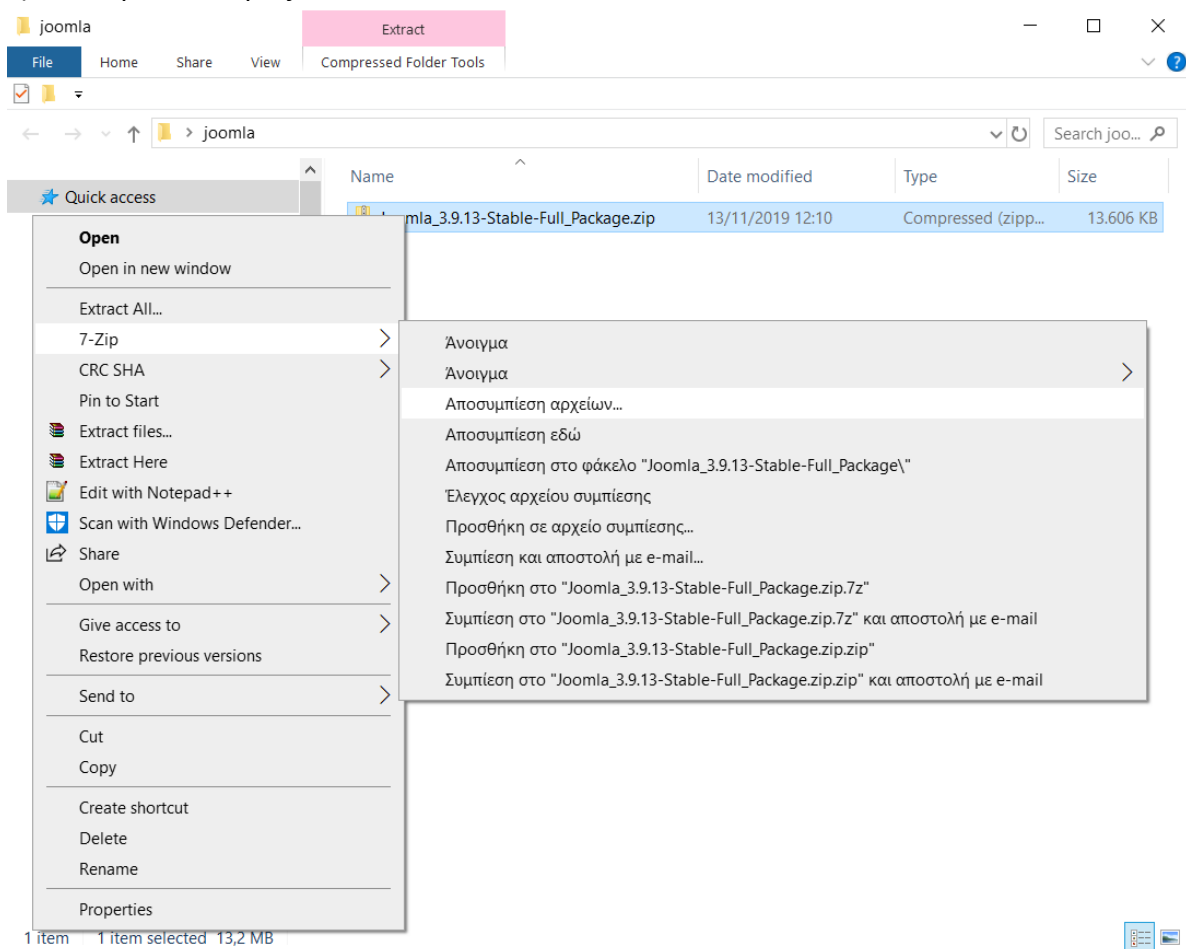 joomla
Extract
File Home Share View Compressed Folder Tools
joomla
Search joo...
Name Date modified Type Size
Quick access
mla_3.9.13-Stable-Full_Package.zip 13/11/2019 12:10 Compressed (zipp... 13.606 KB
Open
Open in new window
Extract All...
7-Zip
CRC SHA
Pin to Start
Extract files...
Extract Here
Edit with Notepad++
Scan with Windows Defender...
Share
Open with
Give access to
Restore previous versions
Send to
Cut
Copy
Create shortcut
Delete
Rename
Properties
Άνοιγμα
Άνοιγμα
Αποσυμπίεση αρχείων...
Αποσυμπίεση εδώ
Αποσυμπίεση στο φάκελο "Joomla_3.9.13-Stable-Full_Package\"
Έλεγχος αρχείου συμπίεσης
Προσθήκη σε αρχείο συμπίεσης...
Συμπίεση και αποστολή με e-mail...
Προσθήκη στο "Joomla_3.9.13-Stable-Full_Package.zip.7z"
Συμπίεση στο "Joomla_3.9.13-Stable-Full_Package.zip.7z" και αποστολή με e-mail
Προσθήκη στο "Joomla_3.9.13-Stable-Full_Package.zip.zip"
Συμπίεση στο "Joomla_3.9.13-Stable-Full_Package.zip.zip" και αποστολή με e-mail
1 item 1 item selected 13,2 MB